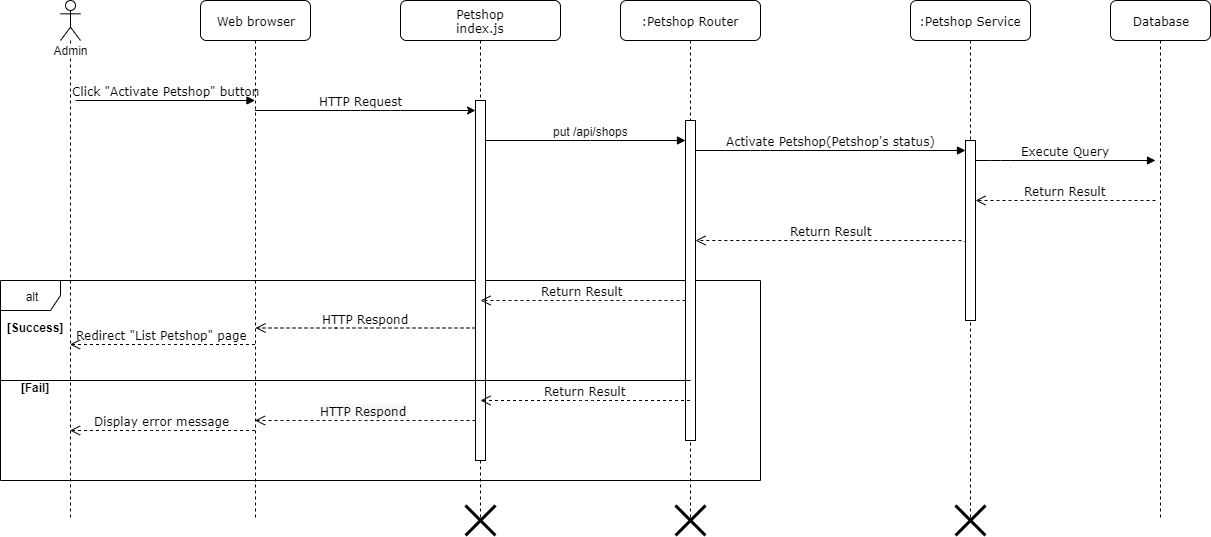 Admin
Web browser
Petshop
index.js
:Petshop Router
:Petshop Service
Database
Click "Activate Petshop" button
HTTP Request
put /api/shops
Activate Petshop(Petshop's status)
Execute Query
Return Result
Return Result
alt
Return Result
[Success]
HTTP Respond
Redirect "List Petshop" page
[Fail]
Return Result
HTTP Respond
Display error message